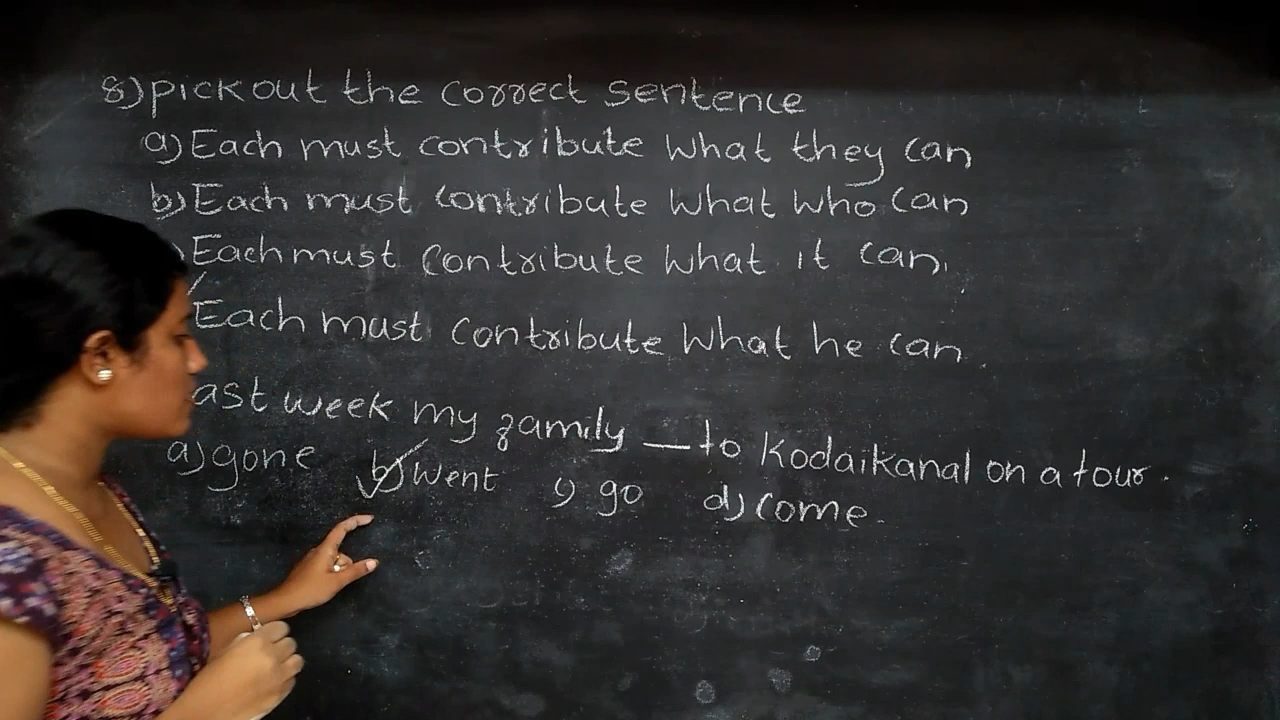 8) pickout the correct sentence
a) Each must contribute what they can
b) Each must contribute what who can
) Each must contribute what it can.
Each must contribute what he can
ast week my family — to Kodaikanal on a tour.
a) gone b) went c) go d) come.